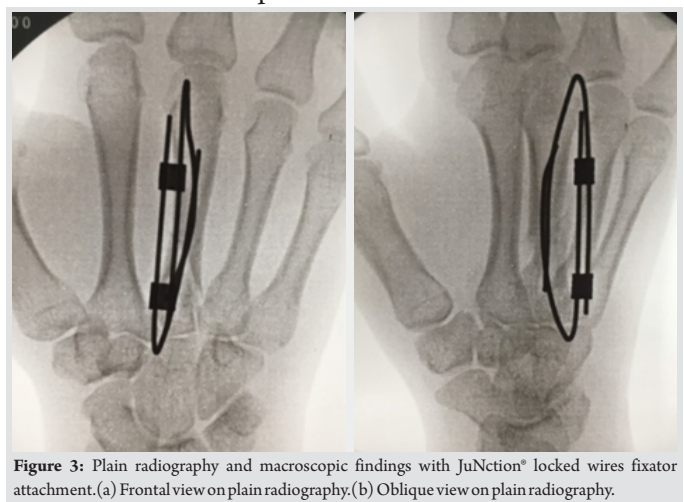 00
Figure 3: Plain radiography and macroscopic findings with JuNction® locked wires fixator
attachment.(a) Frontal view on plain radiography.(b) Oblique view on plain radiography.